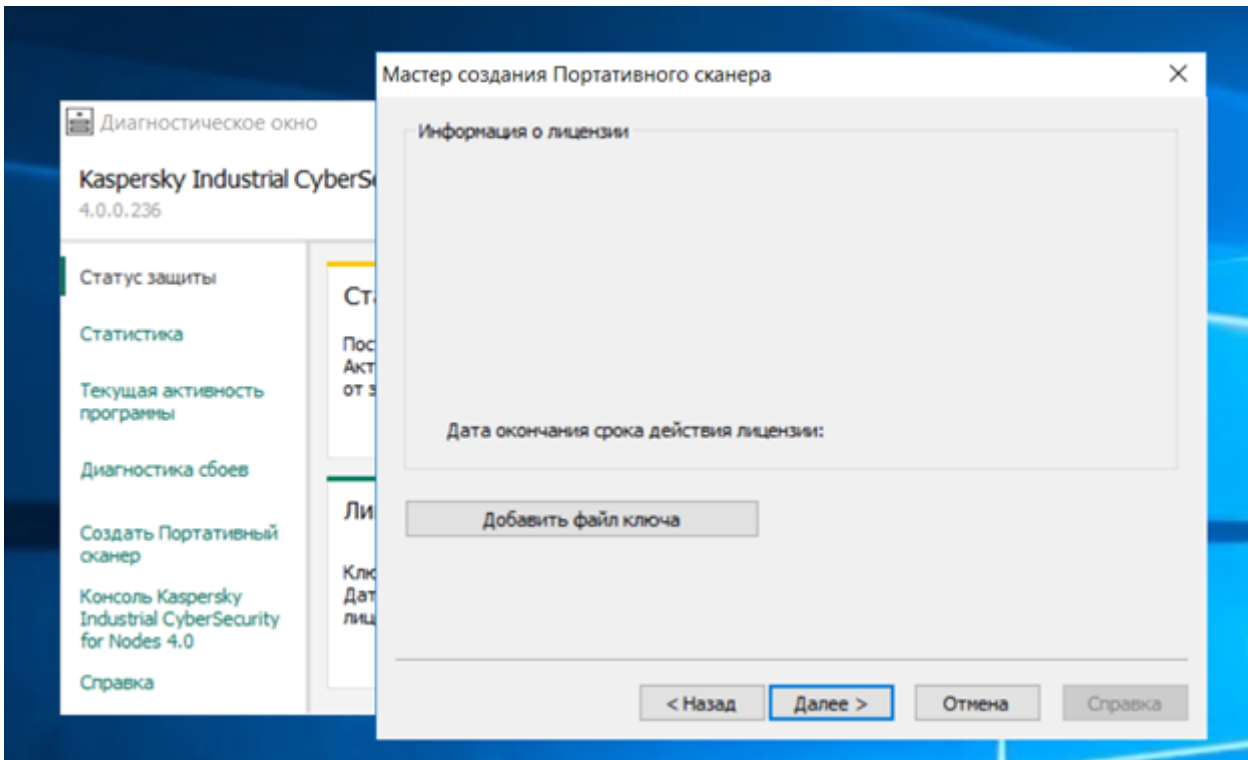 Мастер создания Портативного сканера
Информация о лицензии
Дата окончания срока действия лицензии:
Добавить файл ключа
< Назад
Далее >
Отмена
Справка
Диагностическое окно
Kaspersky Industrial
4.0.0.236
Статус защиты
Статистика
Текущая активность
программы
Диагностика сбоев
Создать Портативный
сканер
Консоль Kaspersky
Industrial CyberSecurity
for Nodes 4.0
Справка
от